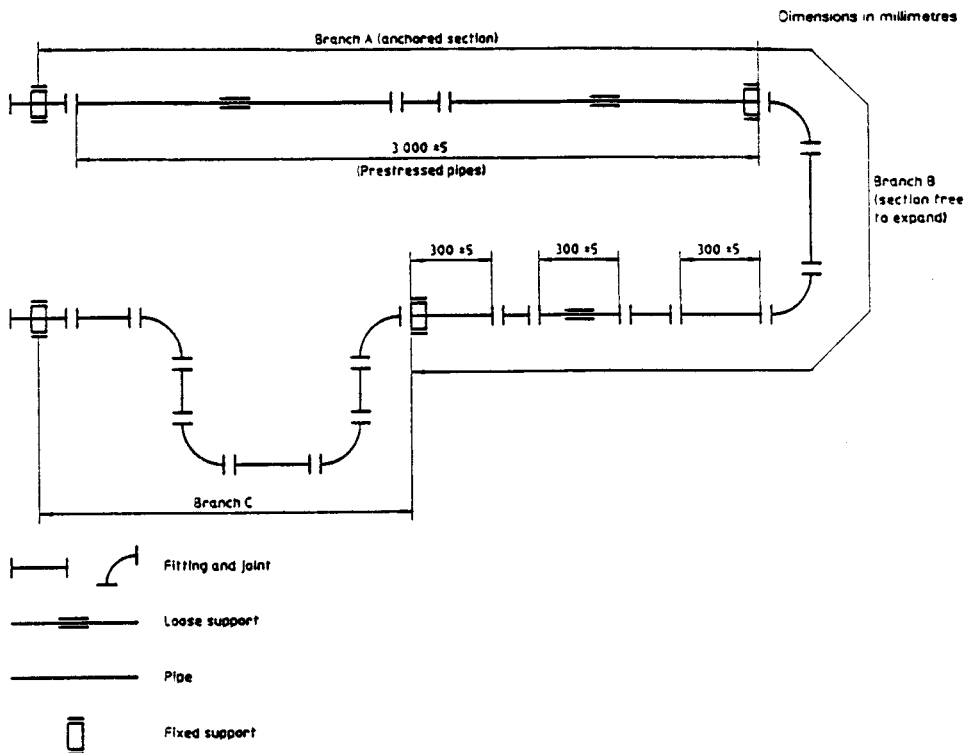 Dimensions in millimetres
Branch A (anchored section)
3 000 ±5
(Prestressed pipes)
Branch B
(section free
to expand)
300 ±5
300 ±5
300 ±5
Branch C
Fitting and joint
Loose support
Pipe
Fixed support